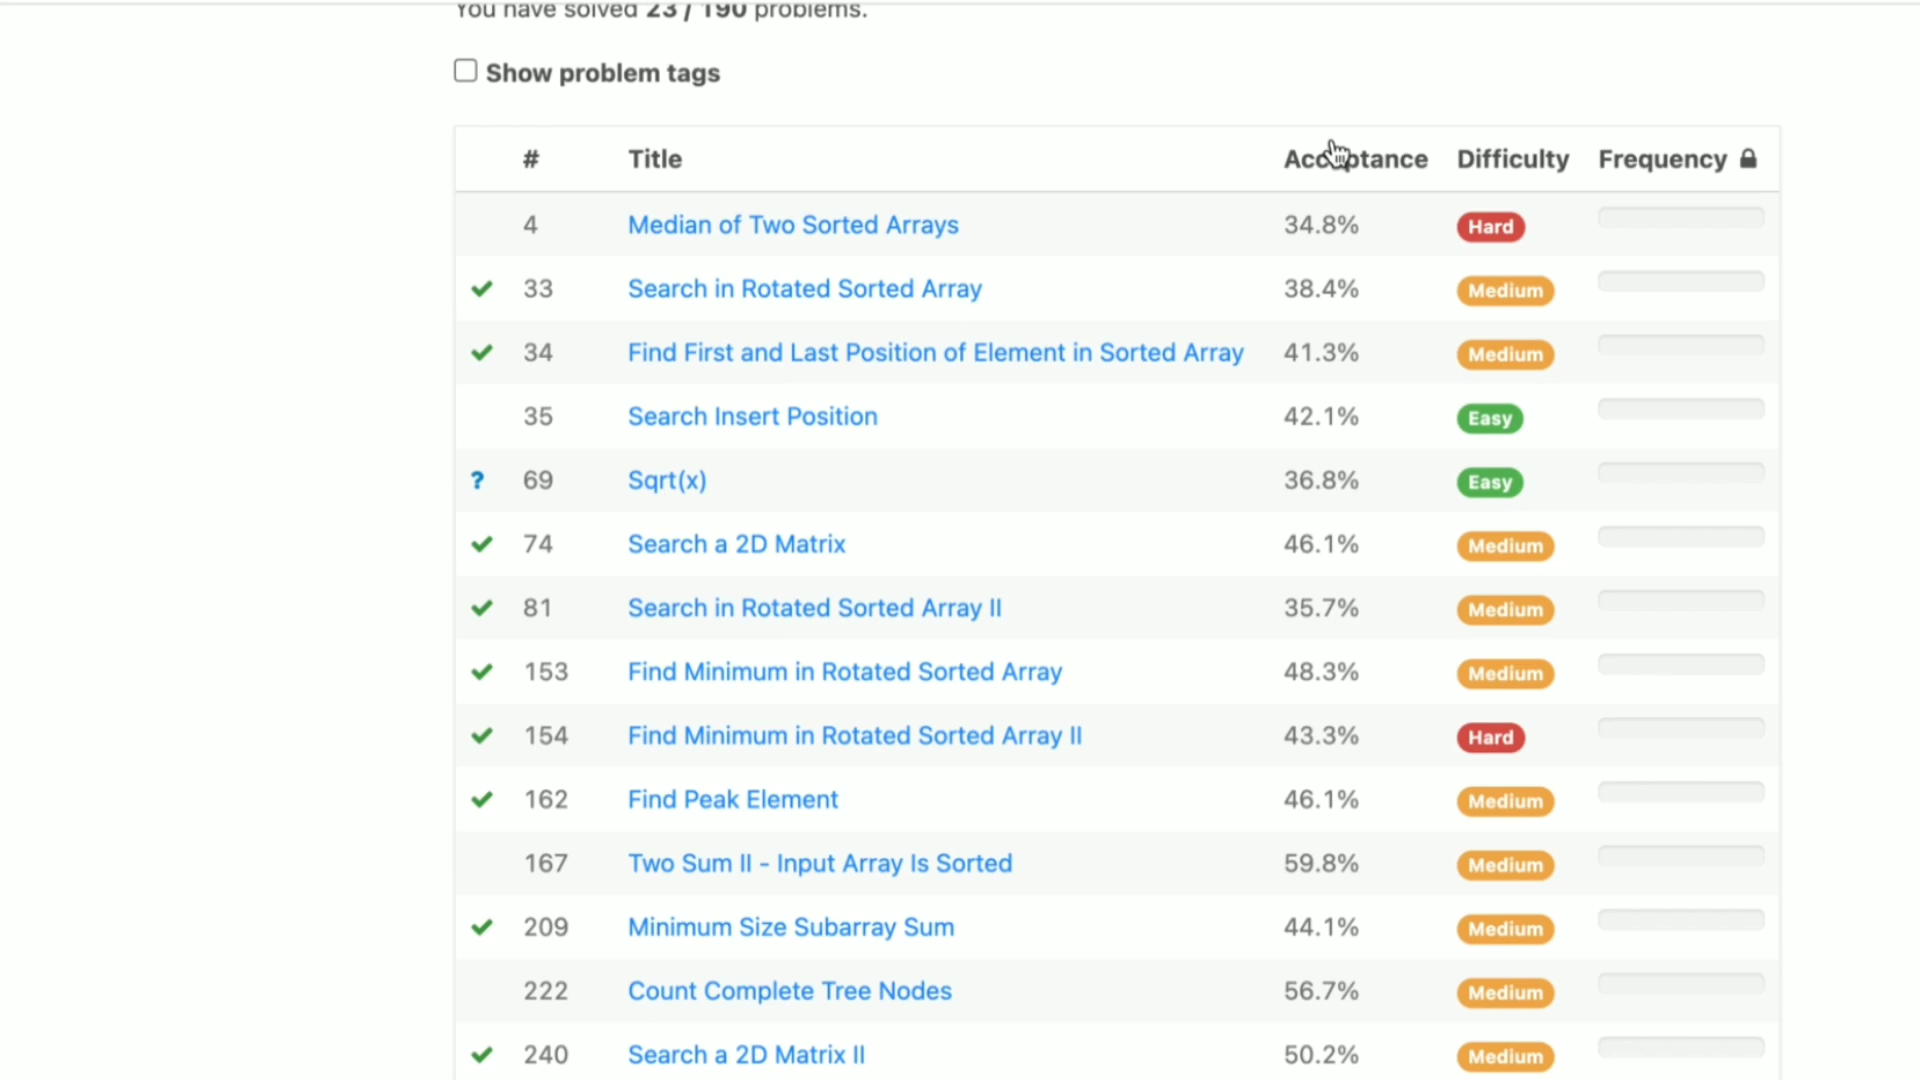 You have solved 23 / 190 problems.
Show problem tags
# Title Acceptance Difficulty Frequency
4 Median of Two Sorted Arrays 34.8% Hard
33 Search in Rotated Sorted Array 38.4% Medium
34 Find First and Last Position of Element in Sorted Array 41.3% Medium
35 Search Insert Position 42.1% Easy
? 69 Sqrt(x) 36.8% Easy
74 Search a 2D Matrix 46.1% Medium
81 Search in Rotated Sorted Array II 35.7% Medium
153 Find Minimum in Rotated Sorted Array 48.3% Medium
154 Find Minimum in Rotated Sorted Array II 43.3% Hard
162 Find Peak Element 46.1% Medium
167 Two Sum II - Input Array Is Sorted 59.8% Medium
209 Minimum Size Subarray Sum 44.1% Medium
222 Count Complete Tree Nodes 56.7% Medium
240 Search a 2D Matrix II 50.2% Medium